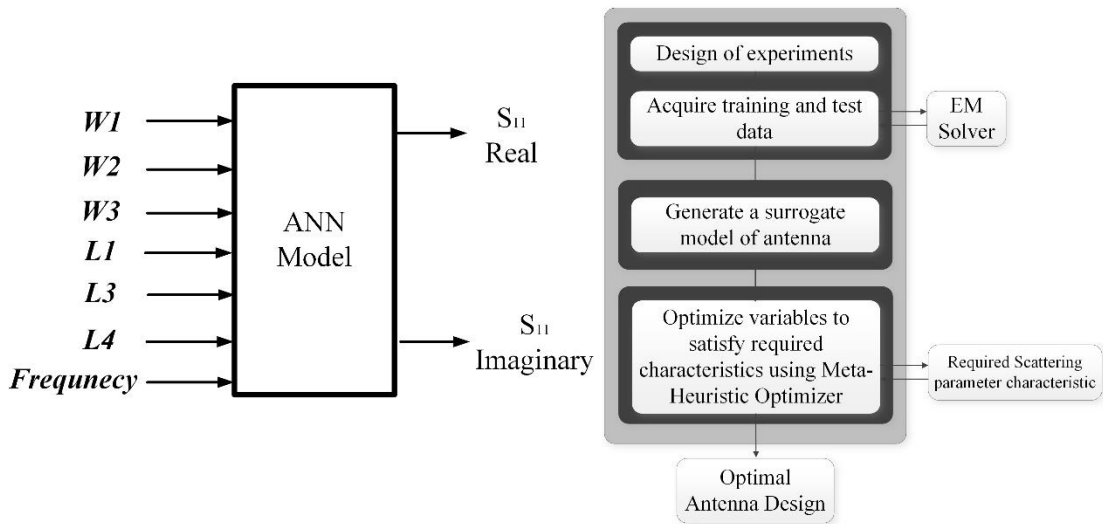 W1
W2
W3
L1
L3
L4
Frequnecy
ANN
Model
S₁₁
Real
S₁₁
Imaginary
Design of experiments
Acquire training and test
data
EM
Solver
Generate a surrogate
model of antenna
Optimize variables to
satisfy required
characteristics using Meta-
Heuristic Optimizer
Required Scattering
parameter characteristic
Optimal
Antenna Design